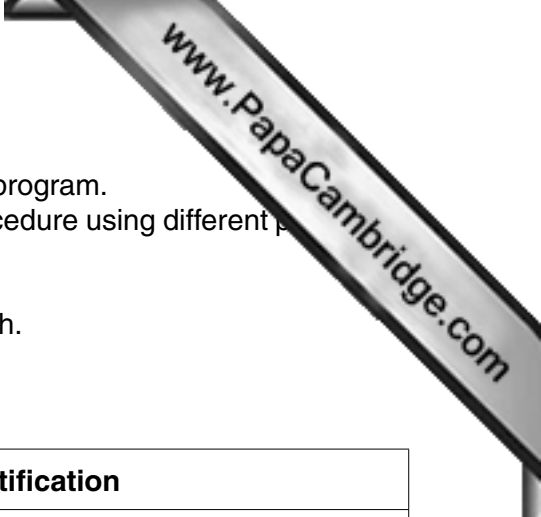 www.PapaCambridge.com
program.
cedure using different
h.
tification